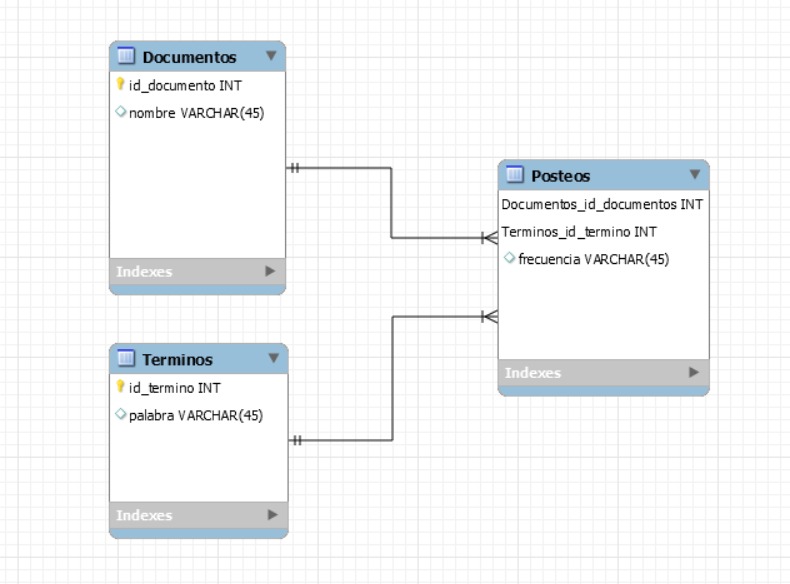 Documentos
id_documento INT
nombre VARCHAR(45)
Indexes
Posteos
Documentos_id_documentos INT
Terminos_id_termino INT
frecuencia VARCHAR(45)
Indexes
Terminos
id_termino INT
palabra VARCHAR(45)
Indexes